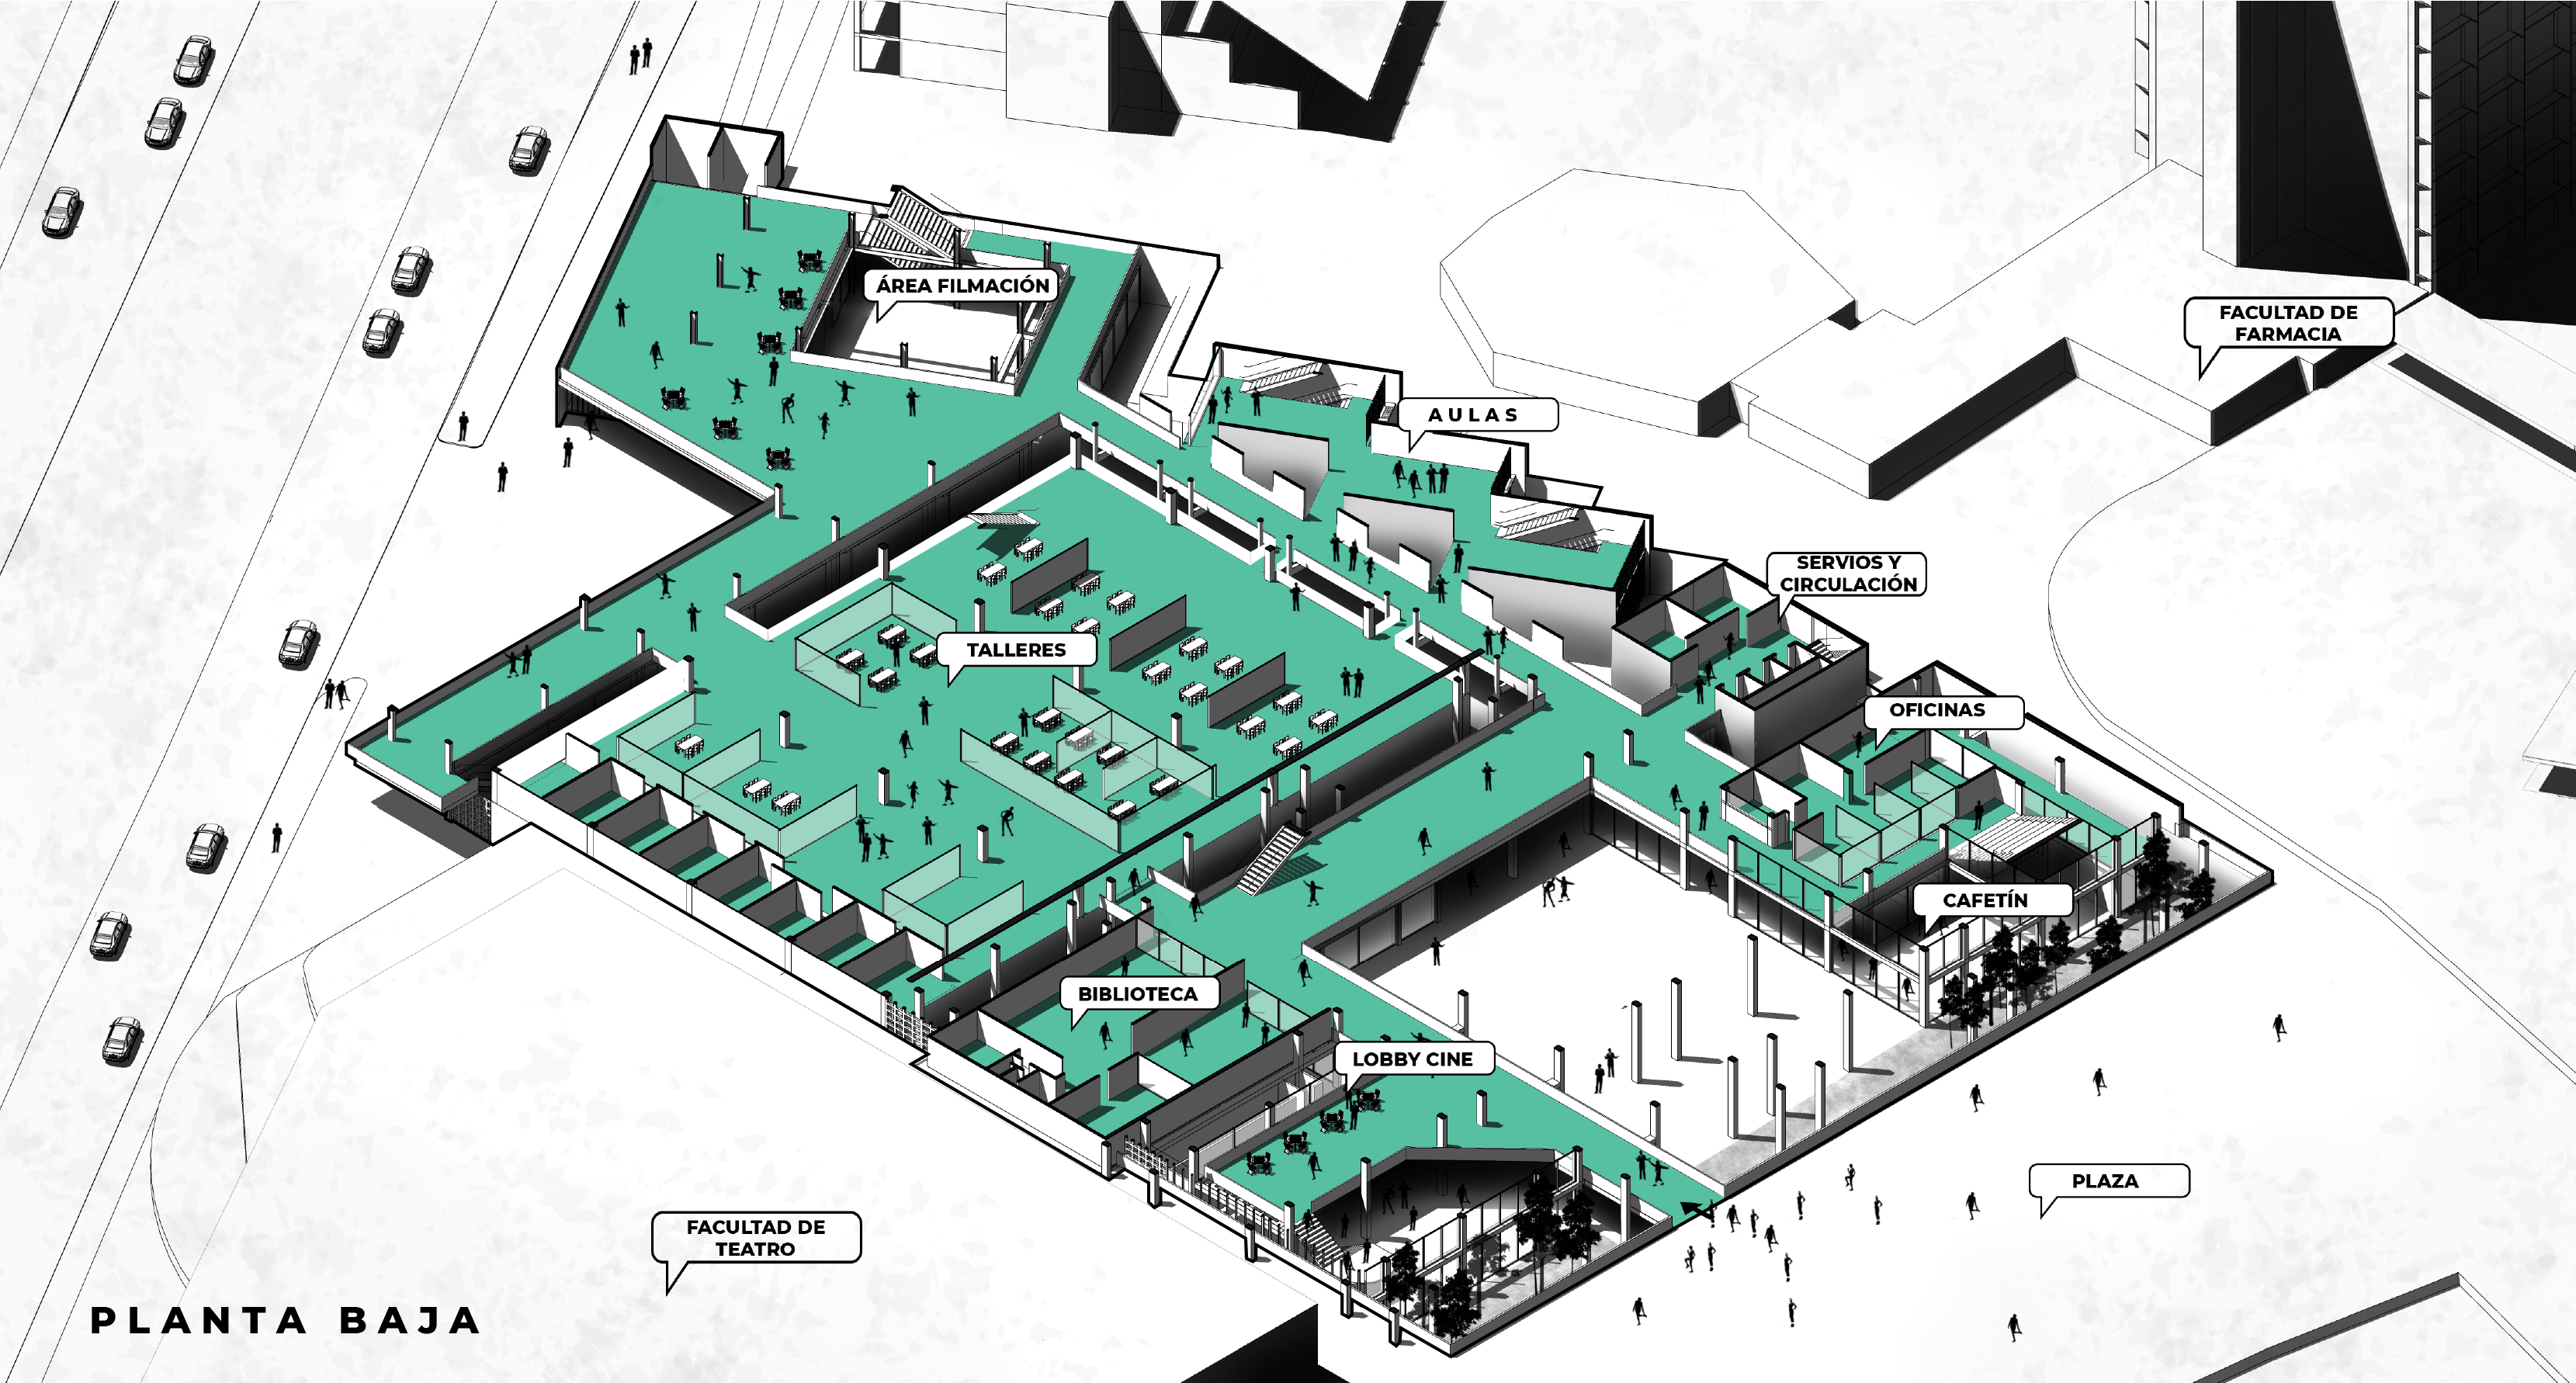 ÁREA FILMACIÓN
FACULTAD DE
FARMACIA
AULAS
SERVIOS Y
CIRCULACIÓN
TALLERES
OFICINAS
CAFETÍN
BIBLIOTECA
LOBBY CINE
PLAZA
FACULTAD DE
TEATRO
PLANTA BAJA